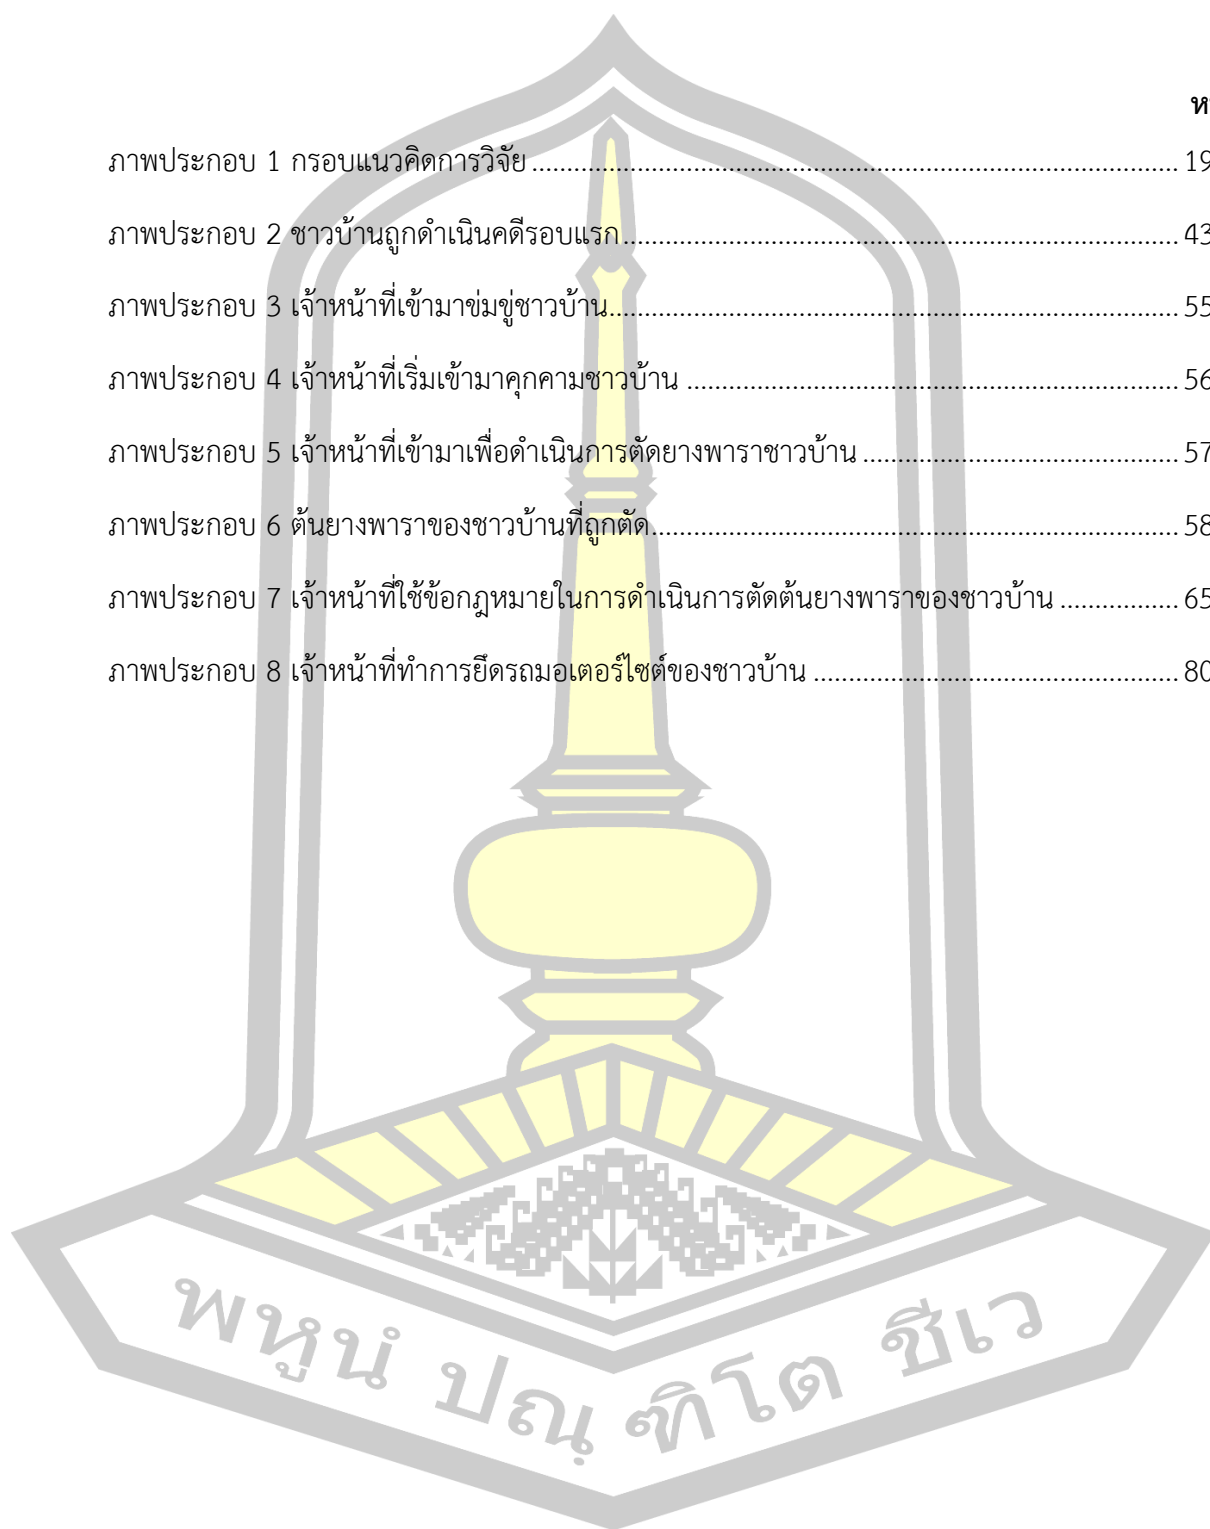 ห
ภาพประกอบ 1 กรอบแนวคิดการวิจัย ........................................................................................... 19
ภาพประกอบ 2 ชาวบ้านถูกดำเนินคดีรอบแรก............................................................................... 43
ภาพประกอบ 3 เจ้าหน้าที่เข้ามาข่มขู่ชาวบ้าน................................................................................. 55
ภาพประกอบ 4 เจ้าหน้าที่เริ่มเข้ามาคุกคามชาวบ้าน ...................................................................... 56
ภาพประกอบ 5 เจ้าหน้าที่เข้ามาเพื่อดำเนินการตัดยางพาราชาวบ้าน ............................................. 57
ภาพประกอบ 6 ต้นยางพาราของชาวบ้านที่ถูกตัด........................................................................... 58
ภาพประกอบ 7 เจ้าหน้าที่ใช้ข้อกฎหมายในการดำเนินการตัดต้นยางพาราของชาวบ้าน ................. 65
ภาพประกอบ 8 เจ้าหน้าที่ทำการยึดรถมอเตอร์ไซต์ของชาวบ้าน .................................................... 80
พหูนํ ปณฺ ฑิโต ชีเว